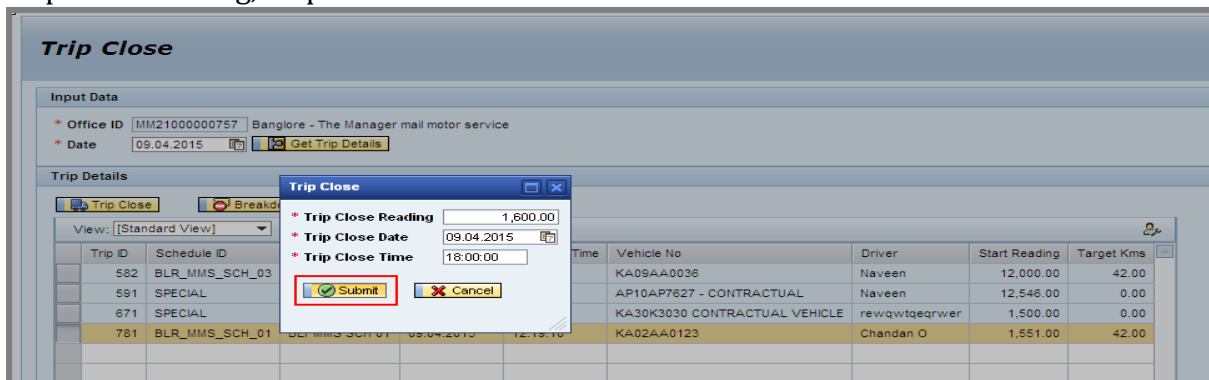 Trip Close
Input Data
* Office ID MM21000000757 Banglore - The Manager mail motor service
* Date 09.04.2015 Get Trip Details
Trip Details
Trip Close
View: [Standard View]
Trip Close
* Trip Close Reading 1,600.00
* Trip Close Date 09.04.2015
* Trip Close Time 18:00:00
Submit Cancel
Trip ID Schedule ID Time Vehicle No Driver Start Reading Target Kms
582 BLR_MMS_SCH_03 KA09AA0036 Naveen 12,000.00 42.00
591 SPECIAL AP10AP7627 - CONTRACTUAL Naveen 12,546.00 0.00
671 SPECIAL KA30K3030 CONTRACTUAL VEHICLE rewqwtqeqrwer 1,500.00 0.00
781 BLR_MMS_SCH_01 KA02AA0123 Chandan O 1,551.00 42.00